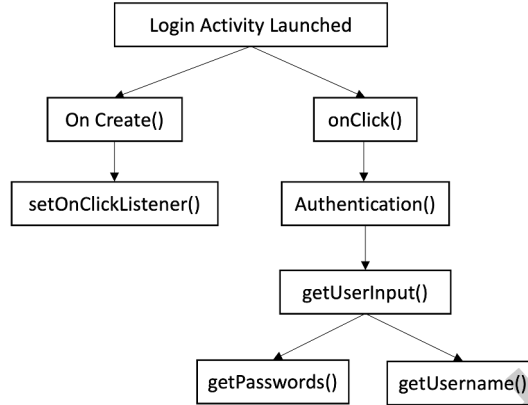 Login Activity Launched
On Create()
onClick()
setOnClickListener()
Authentication()
getUserInput()
getPasswords()
getUsername()